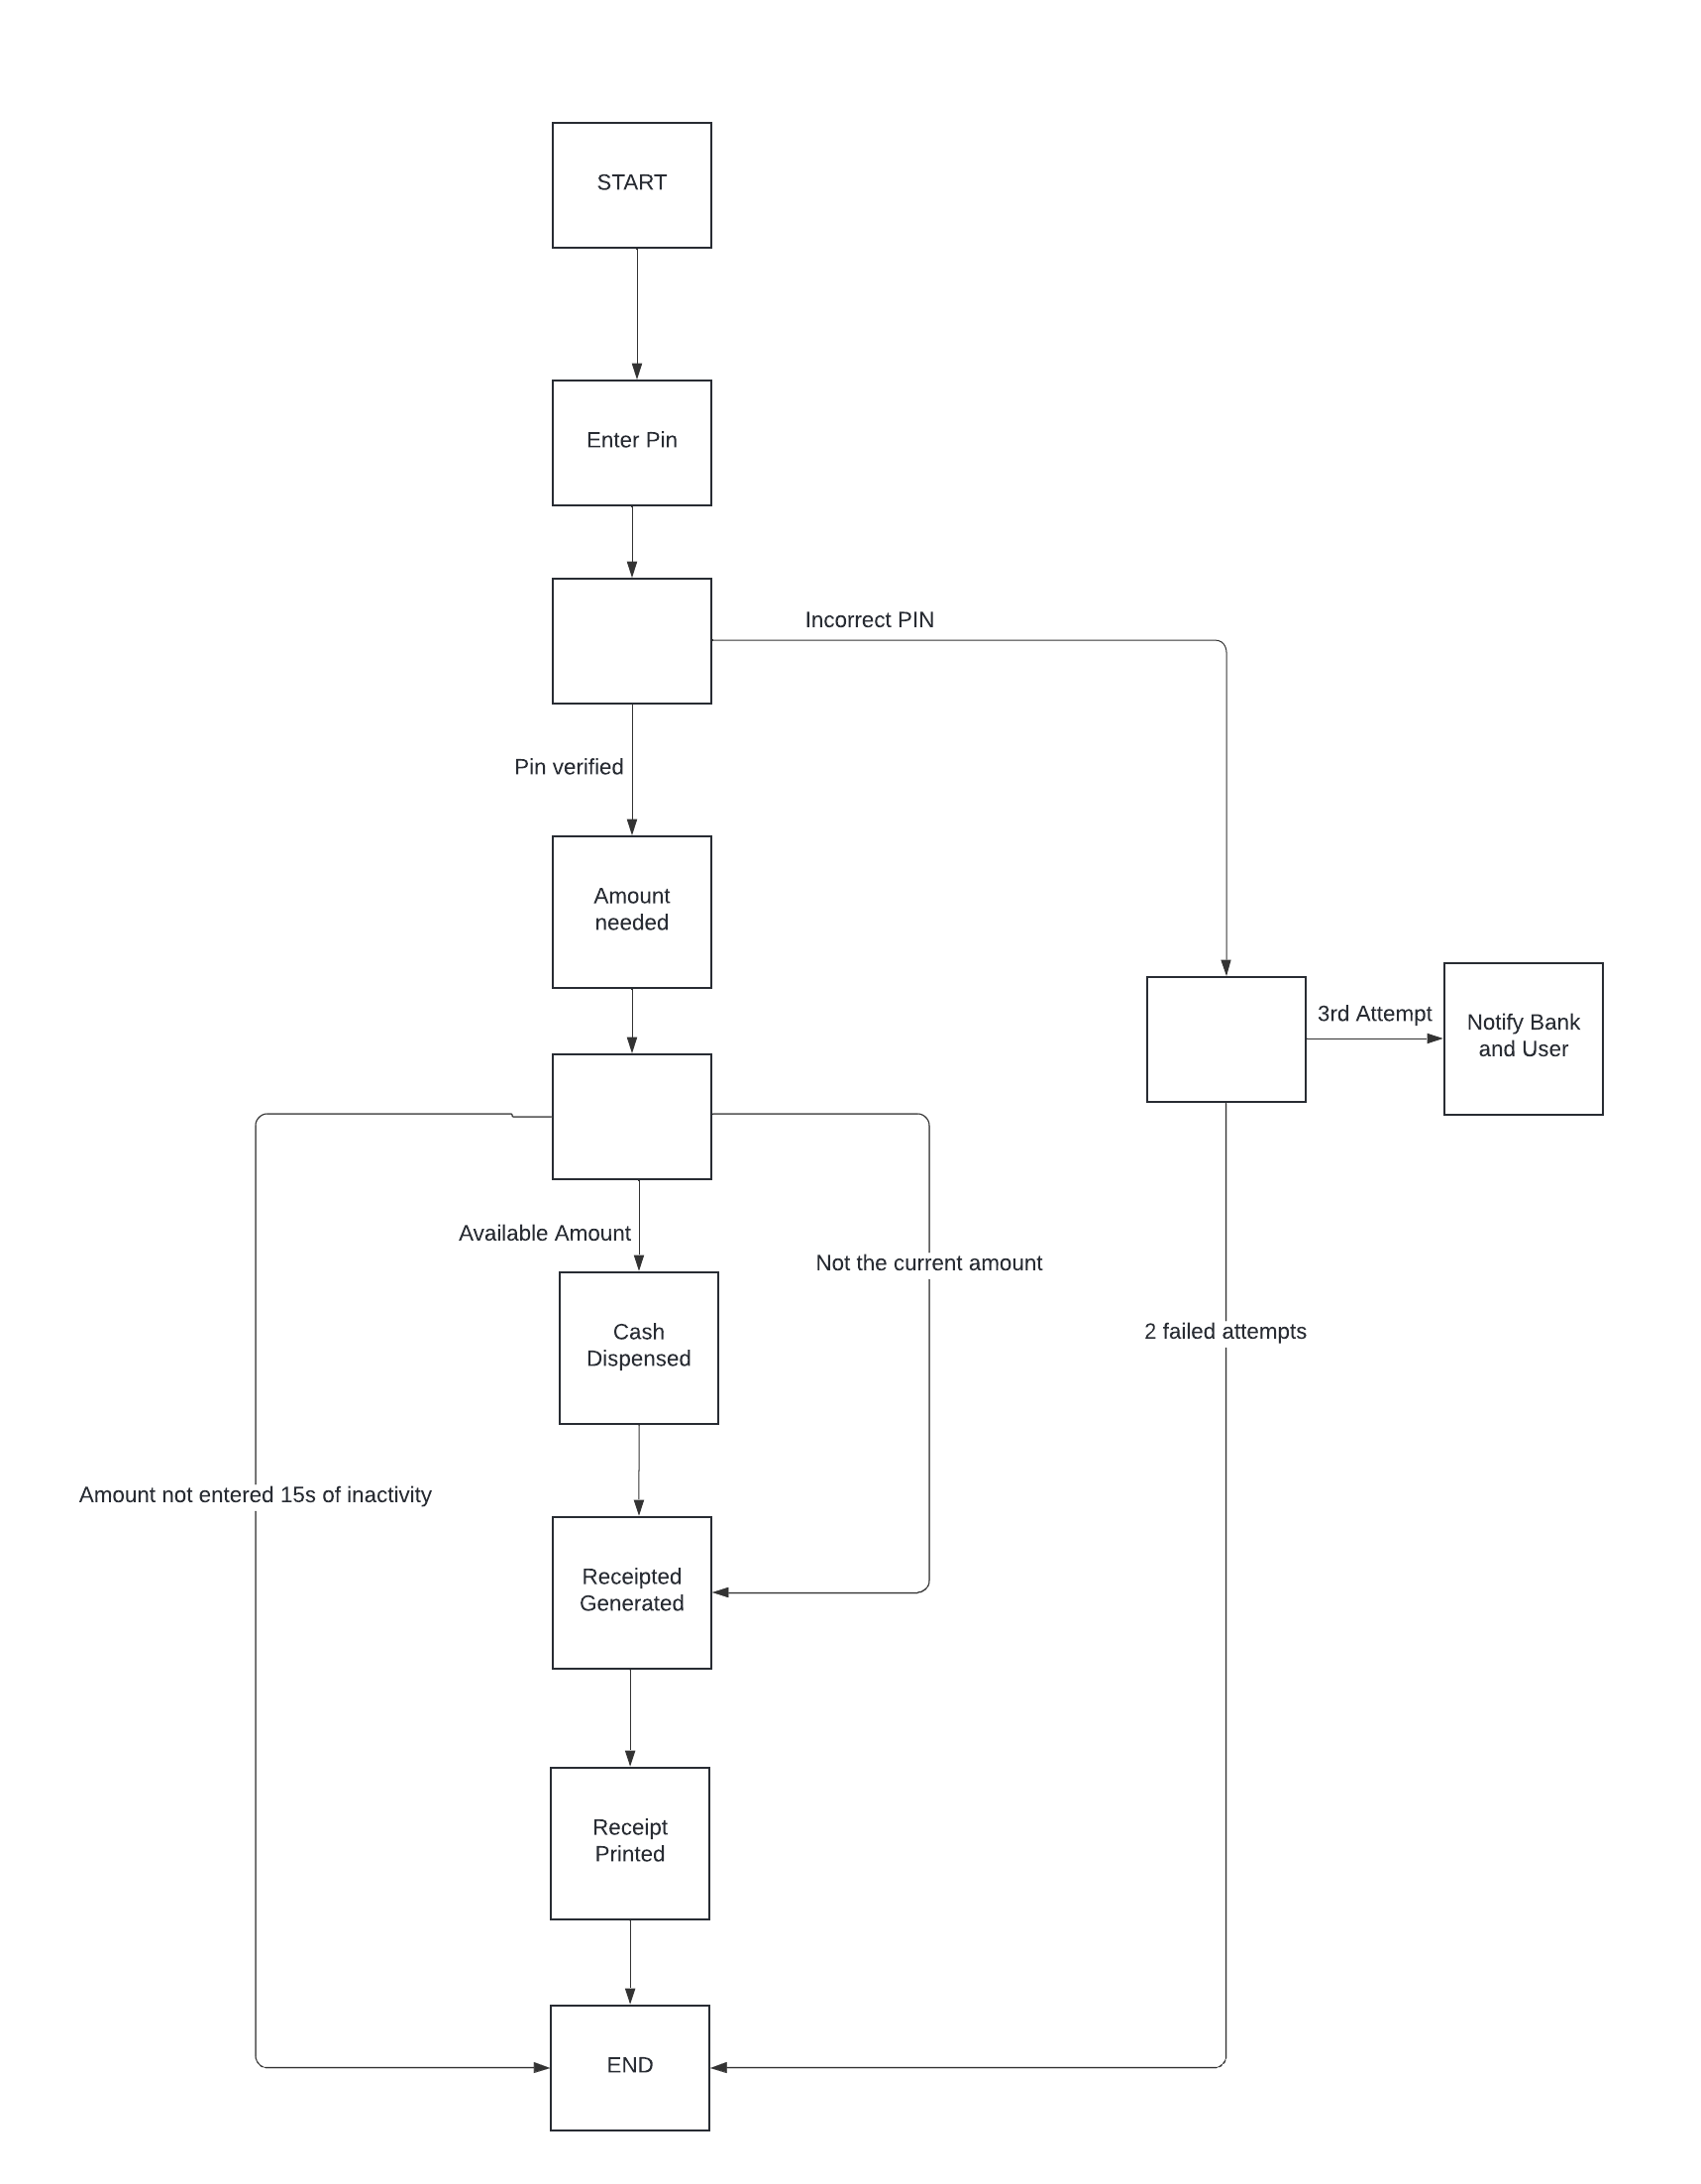 START
Enter Pin
Incorrect PIN
Pin verified
Amount
needed
3rd Attempt
Notify Bank
and User
Available Amount
Not the current amount
2 failed attempts
Cash
Dispensed
Amount not entered 15s of inactivity
Receipted
Generated
Receipt
Printed
END